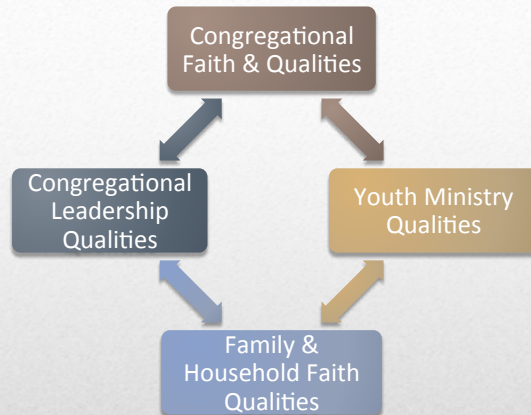 Congregational
Faith & Qualities
Congregational
Leadership
Qualities
Youth Ministry
Qualities
Family &
Household Faith
Qualities